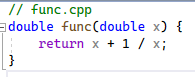 // func.cpp
double func(double x) {
    return x + 1 / x;
}